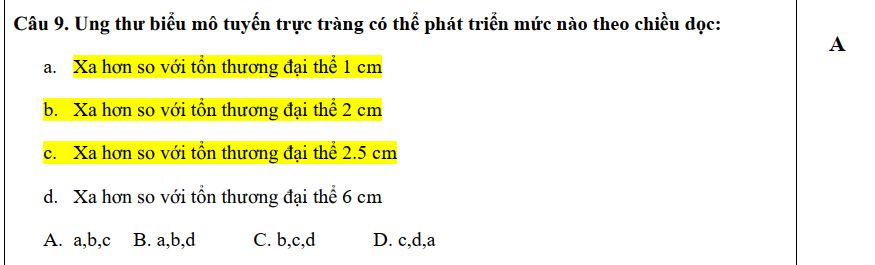 Câu 9. Ung thư biểu mô tuyến trực tràng có thể phát triển mức nào theo chiều dọc:
A
a. Xa hơn so với tổn thương đại thể 1 cm
b. Xa hơn so với tổn thương đại thể 2 cm
c. Xa hơn so với tổn thương đại thể 2.5 cm
d. Xa hơn so với tổn thương đại thể 6 cm
A. a,b,c B. a,b,d C. b,c,d D. c,d,a